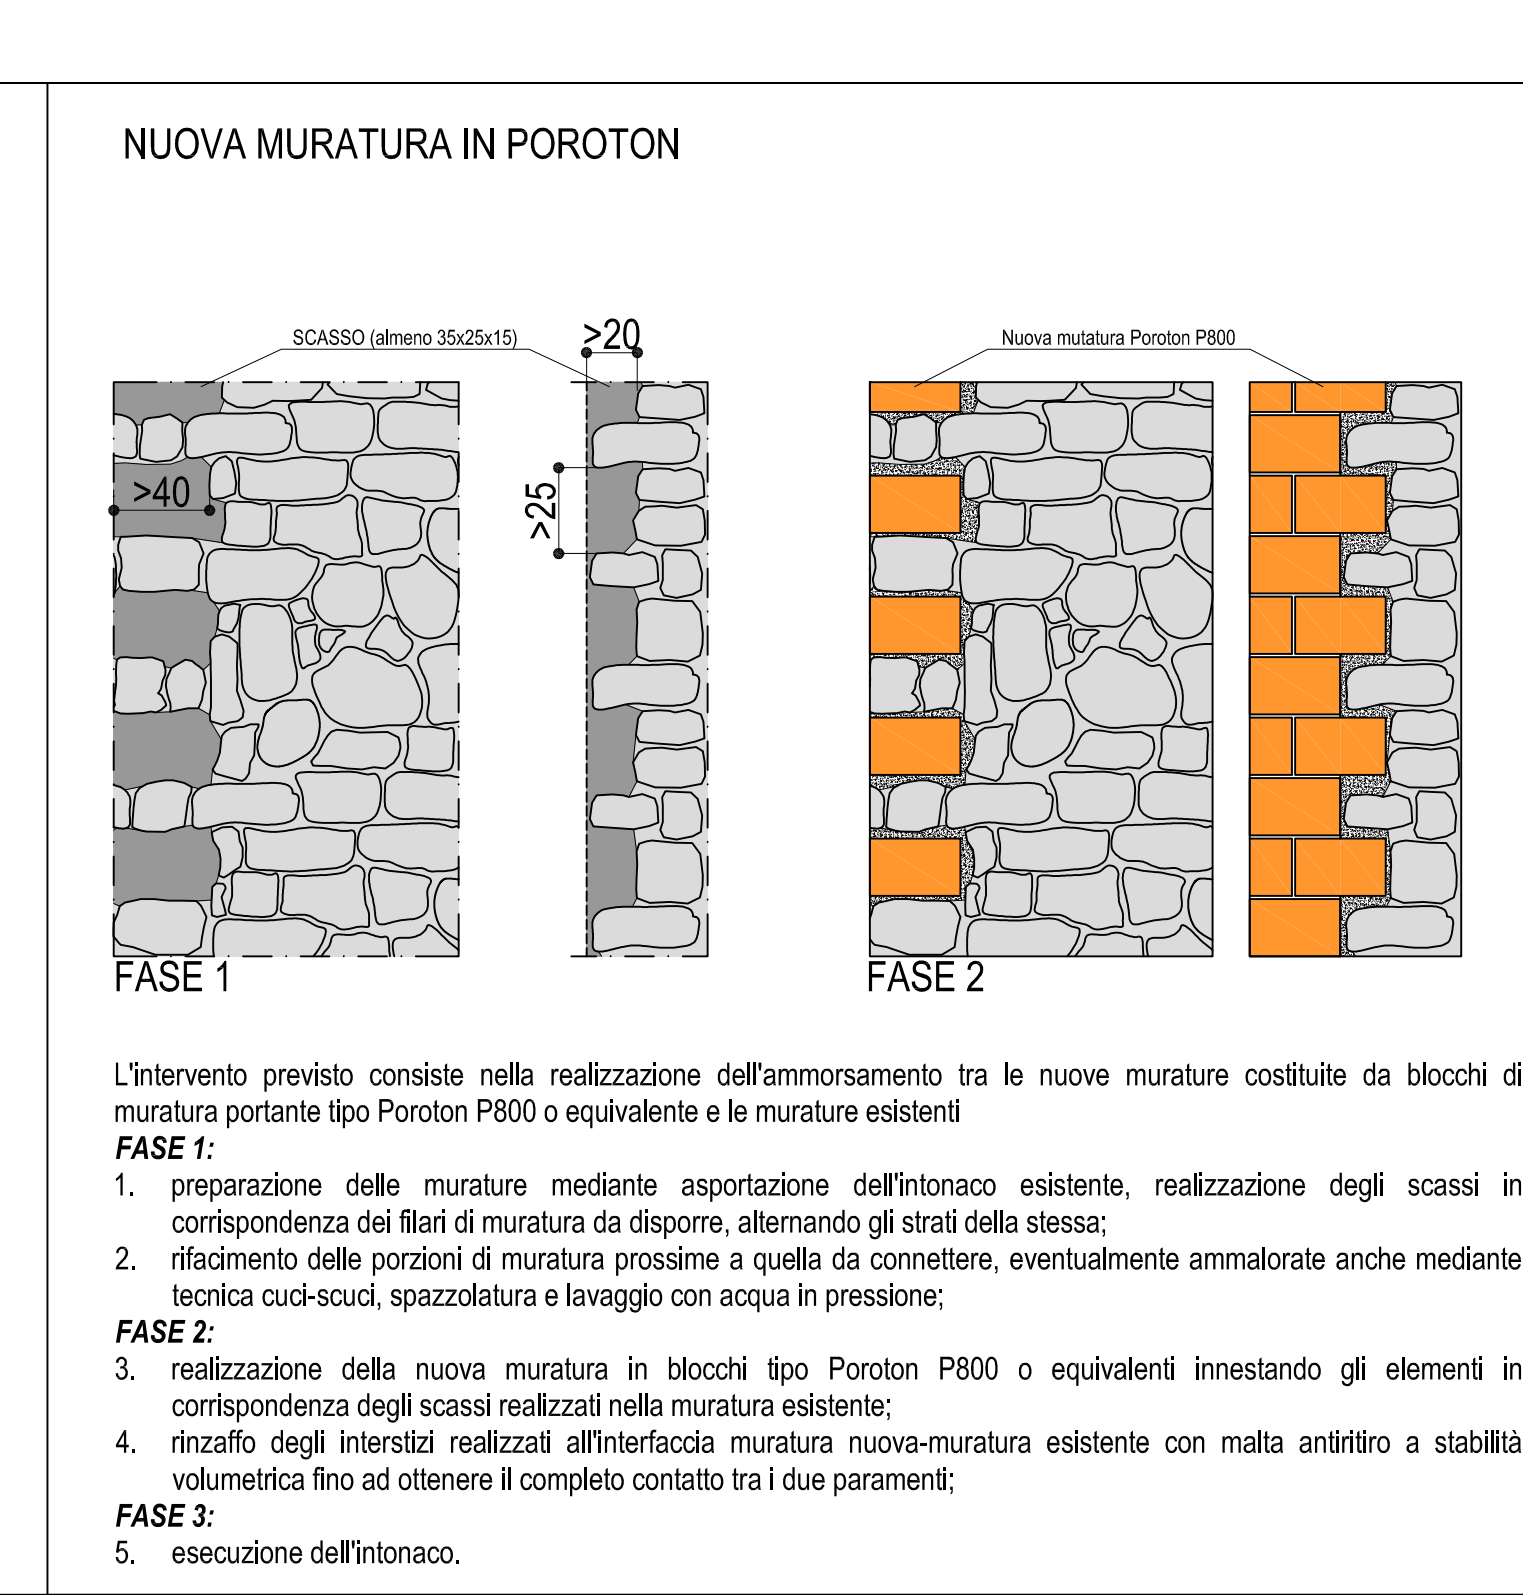 NUOVA MURATURA IN POROTON
SCASSO (almeno 35x25x15)
>20
Nuova mutatura Poroton P800
>40
>25
FASE 1
FASE 2
L'intervento previsto consiste nella realizzazione dell'ammorsamento tra le nuove murature costituite da blocchi di
muratura portante tipo Poroton P800 o equivalente e le murature esistenti
FASE 1:
1. preparazione delle murature mediante asportazione dell'intonaco esistente, realizzazione degli scassi in
corrispondenza dei filari di muratura da disporre, alternando gli strati della stessa;
2. rifacimento delle porzioni di muratura prossime a quella da connettere, eventualmente ammalorate anche mediante
tecnica cuci-scuci, spazzolatura e lavaggio con acqua in pressione;
FASE 2:
3. realizzazione della nuova muratura in blocchi tipo Poroton P800 o equivalenti innestando gli elementi in
corrispondenza degli scassi realizzati nella muratura esistente;
4. rinzaffo degli interstizi realizzati all'interfaccia muratura nuova-muratura esistente con malta antiritiro a stabilità
volumetrica fino ad ottenere il completo contatto tra i due paramenti;
FASE 3:
5. esecuzione dell'intonaco.